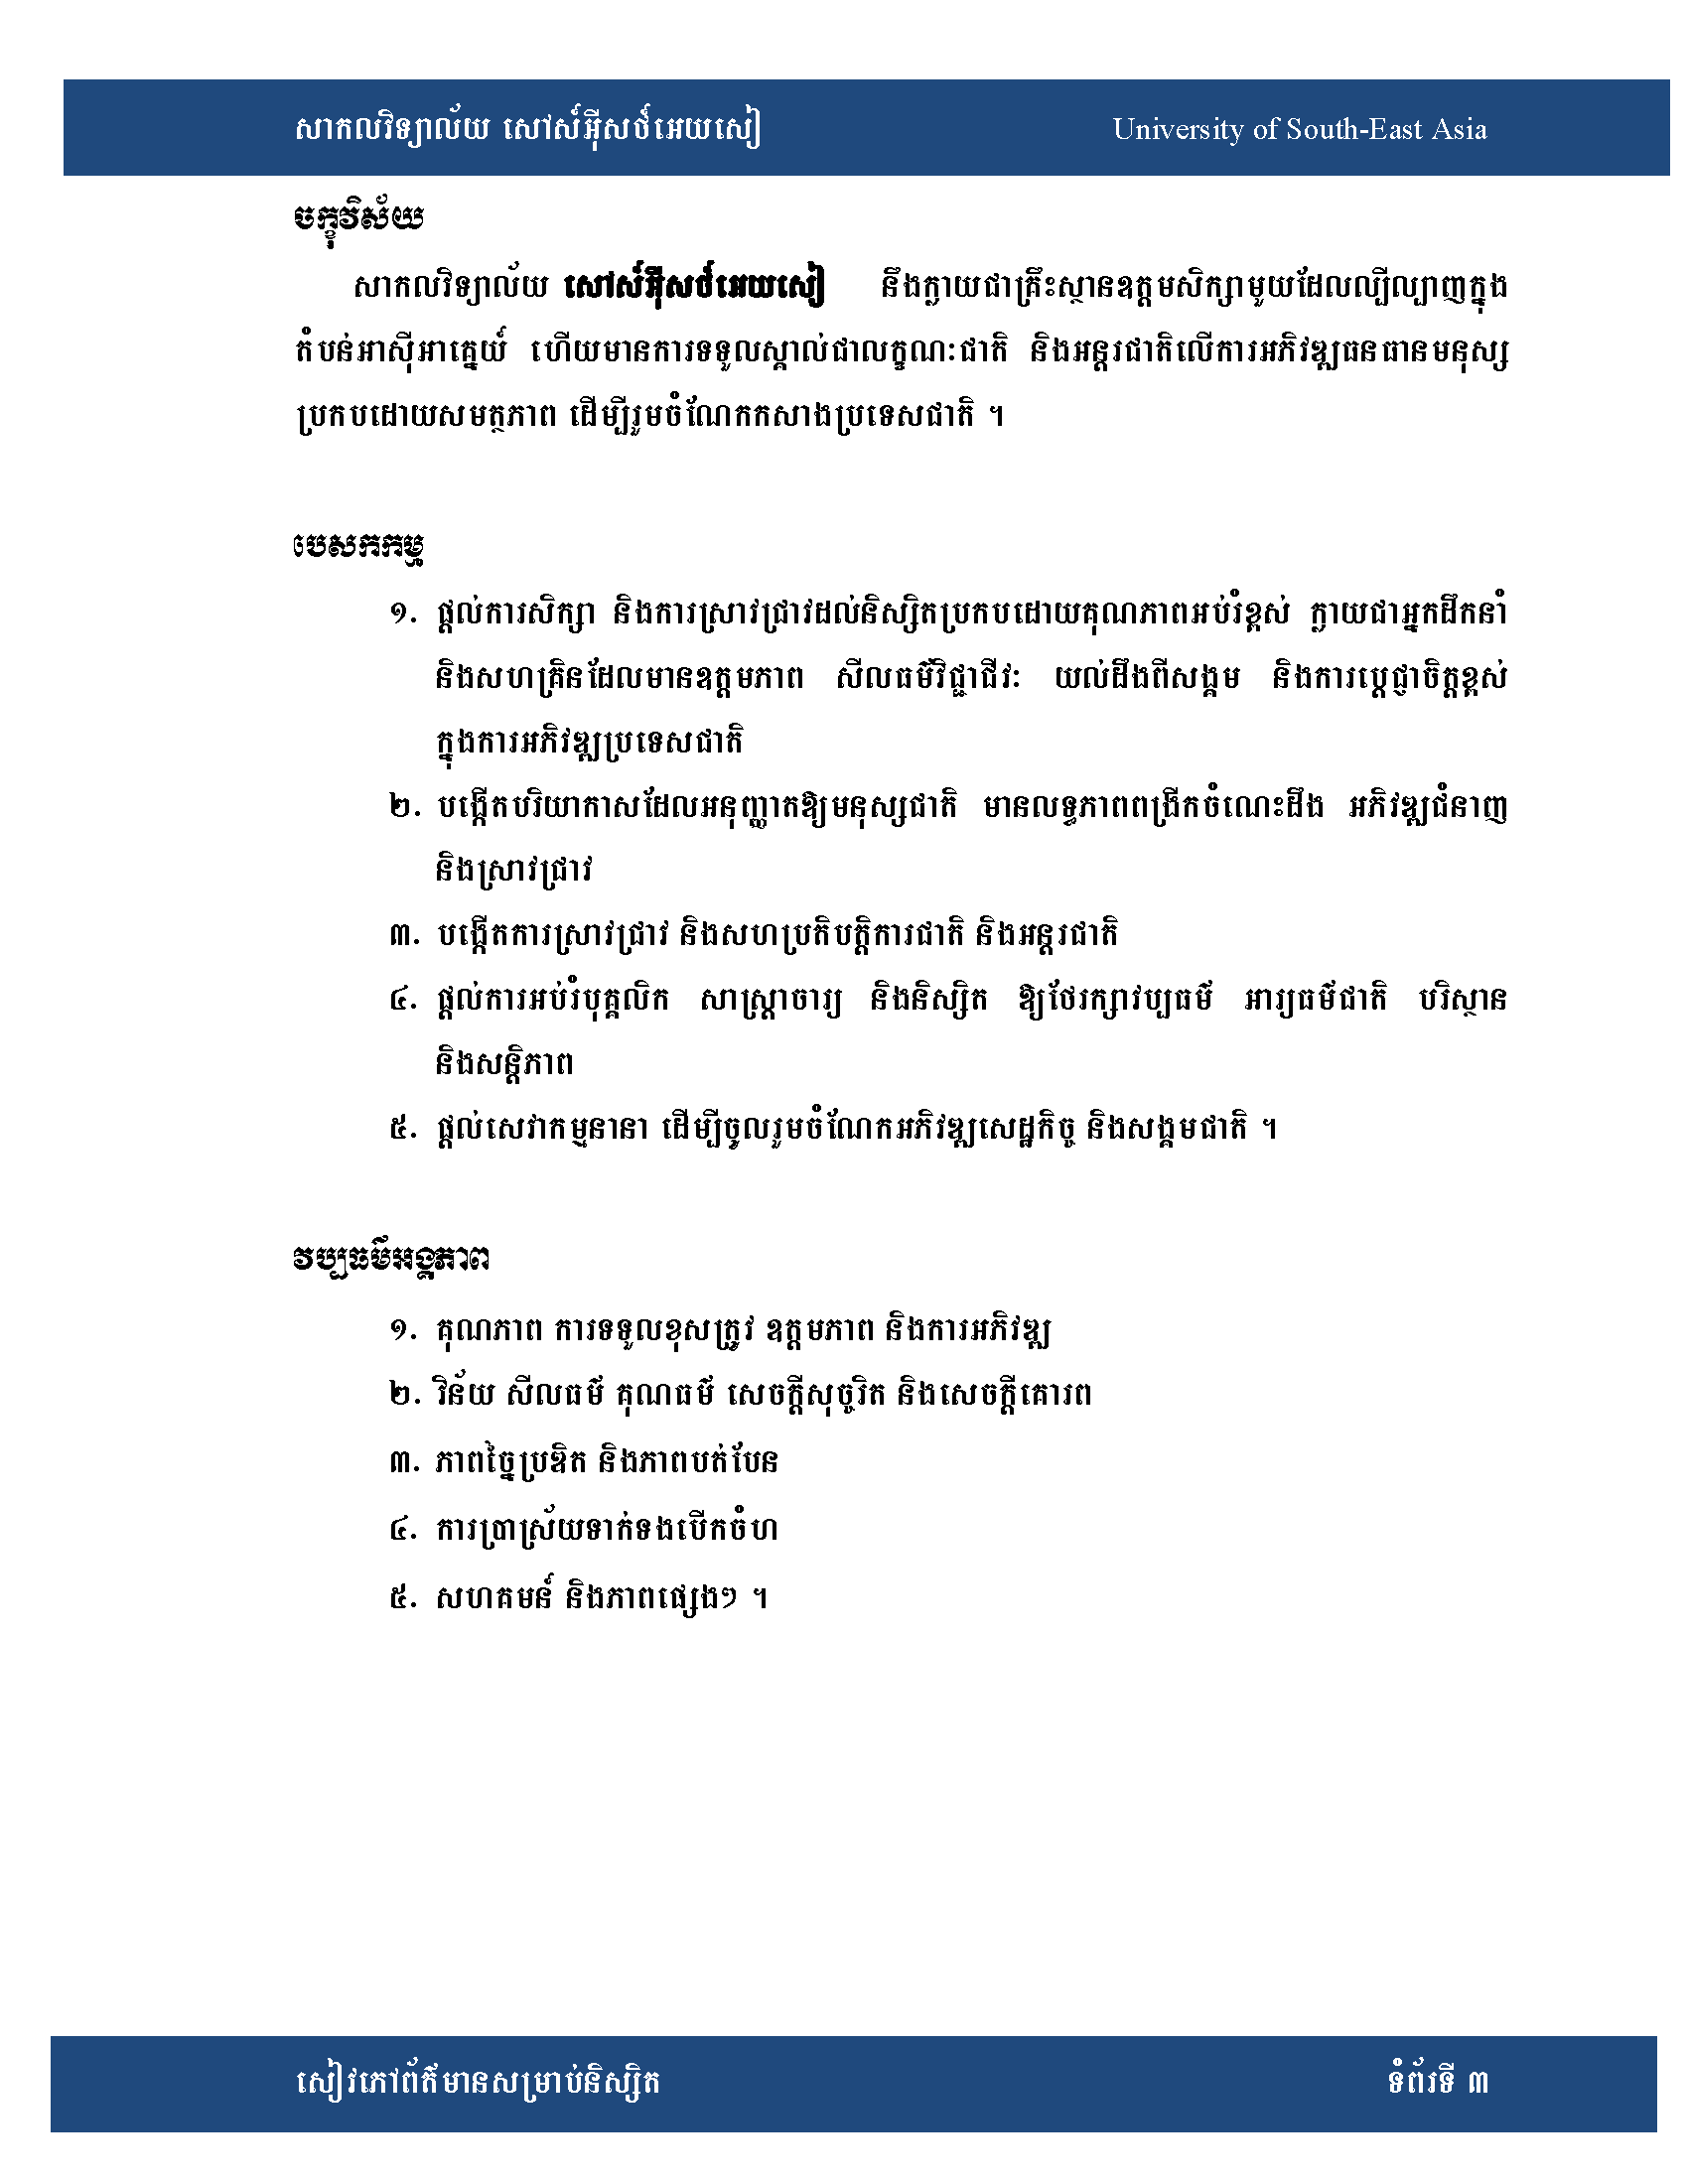 សាកលវិទ្យាល័យ សៅស៍អ៊ីសថ៍អេយសៀ University of South-East Asia
ចក្ខុវិស័យ
សាកលវិទ្យាល័យ សៅស៍អ៊ីសថ៍អេយសៀ នឹងក្លាយជាគ្រឹះស្ថានឧត្តមសិក្សាមួយដែលល្បីល្បាញក្នុង
តំបន់អាស៊ីអាគ្នេយ៍ ហើយមានការទទួលស្គាល់ជាលក្ខណៈជាតិ និងអន្តរជាតិលើការអភិវឌ្ឍធនធានមនុស្ស
ប្រកបដោយសមត្ថភាព ដើម្បីរួមចំណែកកសាងប្រទេសជាតិ ។
បេសកកម្ម
១. ផ្តល់ការសិក្សា និងការស្រាវជ្រាវដល់និស្សិតប្រកបដោយគុណភាពអប់រំខ្ពស់ ក្លាយជាអ្នកដឹកនាំ
និងសហគ្រិនដែលមានឧត្តមភាព សីលធម៌វិជ្ជាជីវៈ យល់ដឹងពីសង្គម និងការប្តេជ្ញាចិត្តខ្ពស់
ក្នុងការអភិវឌ្ឍប្រទេសជាតិ
២. បង្កើតបរិយាកាសដែលអនុញ្ញាតឱ្យមនុស្សជាតិ មានលទ្ធភាពពង្រីកចំណេះដឹង អភិវឌ្ឍជំនាញ
និងស្រាវជ្រាវ
៣. បង្កើតការស្រាវជ្រាវ និងសហប្រតិបត្តិការជាតិ និងអន្តរជាតិ
៤. ផ្តល់ការអប់រំបុគ្គលិក សាស្ត្រាចារ្យ និងនិស្សិត ឱ្យថែរក្សាវប្បធម៌ អារ្យធម៌ជាតិ បរិស្ថាន
និងសន្តិភាព
៥. ផ្តល់សេវាកម្មនានា ដើម្បីចូលរួមចំណែកអភិវឌ្ឍសេដ្ឋកិច្ច និងសង្គមជាតិ ។
វប្បធម៌អង្គភាព
១. គុណភាព ការទទួលខុសត្រូវ ឧត្តមភាព និងការអភិវឌ្ឍ
២. វិន័យ សីលធម៌ គុណធម៌ សេចក្តីសុច្ចរិត និងសេចក្តីគោរព
៣. ភាពច្នៃប្រឌិត និងភាពបត់បែន
៤. ការប្រាស្រ័យទាក់ទងបើកចំហ
៥. សហគមន៍ និងភាពផ្សេងៗ ។
សៀវភៅព័ត៌មានសម្រាប់និស្សិត ទំព័រទី ៣